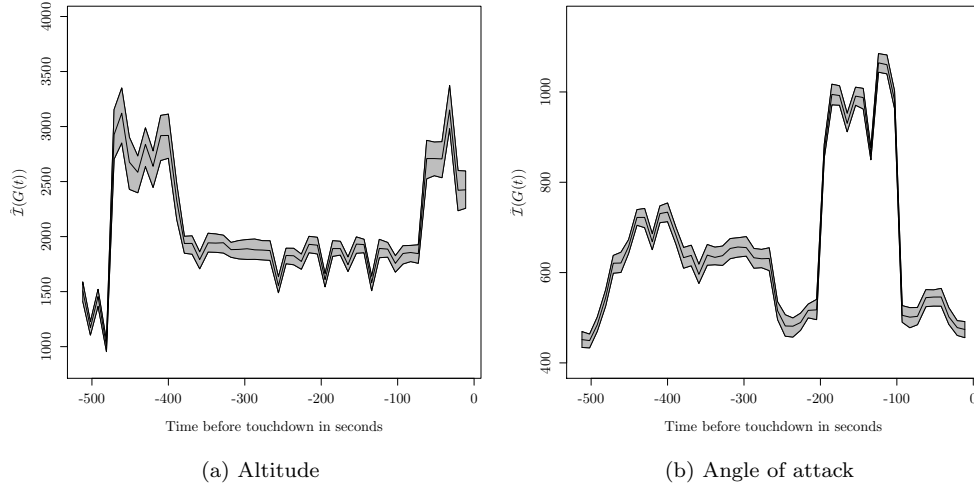 4000
3500
3000
2500
2000
1500
1000
Î(G(t))
-500 -400 -300 -200 -100 0
Time before touchdown in seconds
(a) Altitude
1000
800
600
400
Î(G(t))
-500 -400 -300 -200 -100 0
Time before touchdown in seconds
(b) Angle of attack